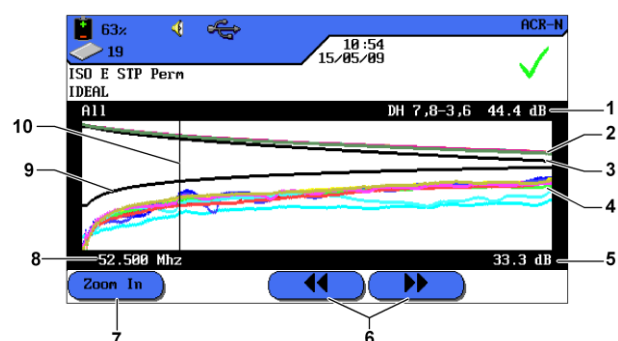 63% ACR-N
19 10:54
15/05/09
ISO E STP Perm
IDEAL
All DH 7,8-3,6 44.4 dB 1
10
2
3
9
4
8 52.500 Mhz 33.3 dB 5
Zoom In
7 6